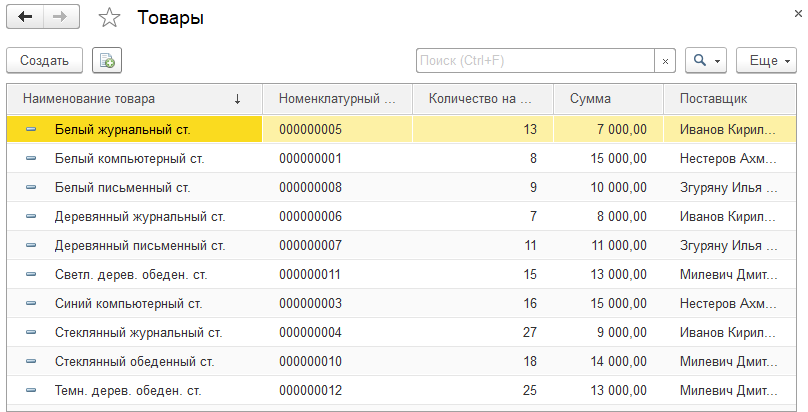 Товары
Создать Поиск (Ctrl+F) × Еще
Наименование товара ↓ Номенклатурный ... Количество на ... Сумма Поставщик
Белый журнальный ст. 000000005 13 7 000,00 Иванов Кирил...
Белый компьютерный ст. 000000001 8 15 000,00 Нестеров Ахм...
Белый письменный ст. 000000008 9 10 000,00 Згуряну Илья ...
Деревянный журнальный ст. 000000006 7 8 000,00 Иванов Кирил...
Деревянный письменный ст. 000000007 11 11 000,00 Згуряну Илья ...
Светл. дерев. обеден. ст. 000000011 15 13 000,00 Милевич Дмит...
Синий компьютерный ст. 000000003 16 15 000,00 Нестеров Ахм...
Стеклянный журнальный ст. 000000004 27 9 000,00 Иванов Кирил...
Стеклянный обеденный ст. 000000010 18 14 000,00 Милевич Дмит...
Темн. дерев. обеден. ст. 000000012 25 13 000,00 Милевич Дмит...